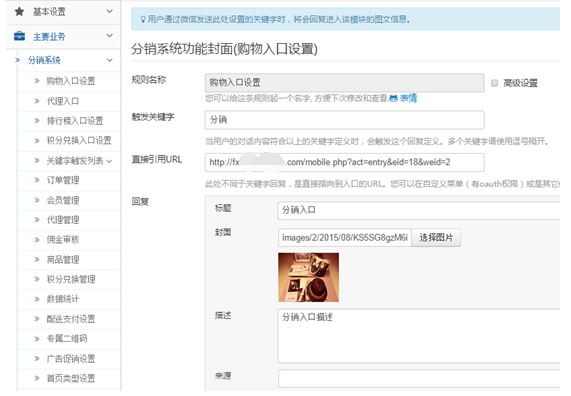 基本设置
主要业务
分销系统
购物入口设置
代理入口
排行榜入口设置
积分兑换入口设置
关键字触发列表
订单管理
会员管理
代理管理
佣金审核
商品管理
积分兑换管理
数据统计
配送支付设置
专属二维码
广告促销设置
首页类型设置
用户通过微信发送此处设置的关键字时，将会回复进入该模块的图文信息。
分销系统功能封面(购物入口设置)
规则名称
购物入口设置
高级设置
您可以给这条规则起一个名字, 方便下次修改和查看 表情
触发关键字
分销
当用户的对话内容符合以上的关键字定义时，会触发这个回复定义。多个关键字请使用逗号隔开。
直接引用URL
http://fx .com/mobile.php?act=entry&eid=18&weid=2
此处不同于关键字回复，是直接指向到入口的URL。您可以在自定义菜单（有oauth权限）或是其它
回复
标题
分销入口
封面
images/2/2015/08/KS5SG8gzM6i
选择图片
描述
分销入口描述
来源